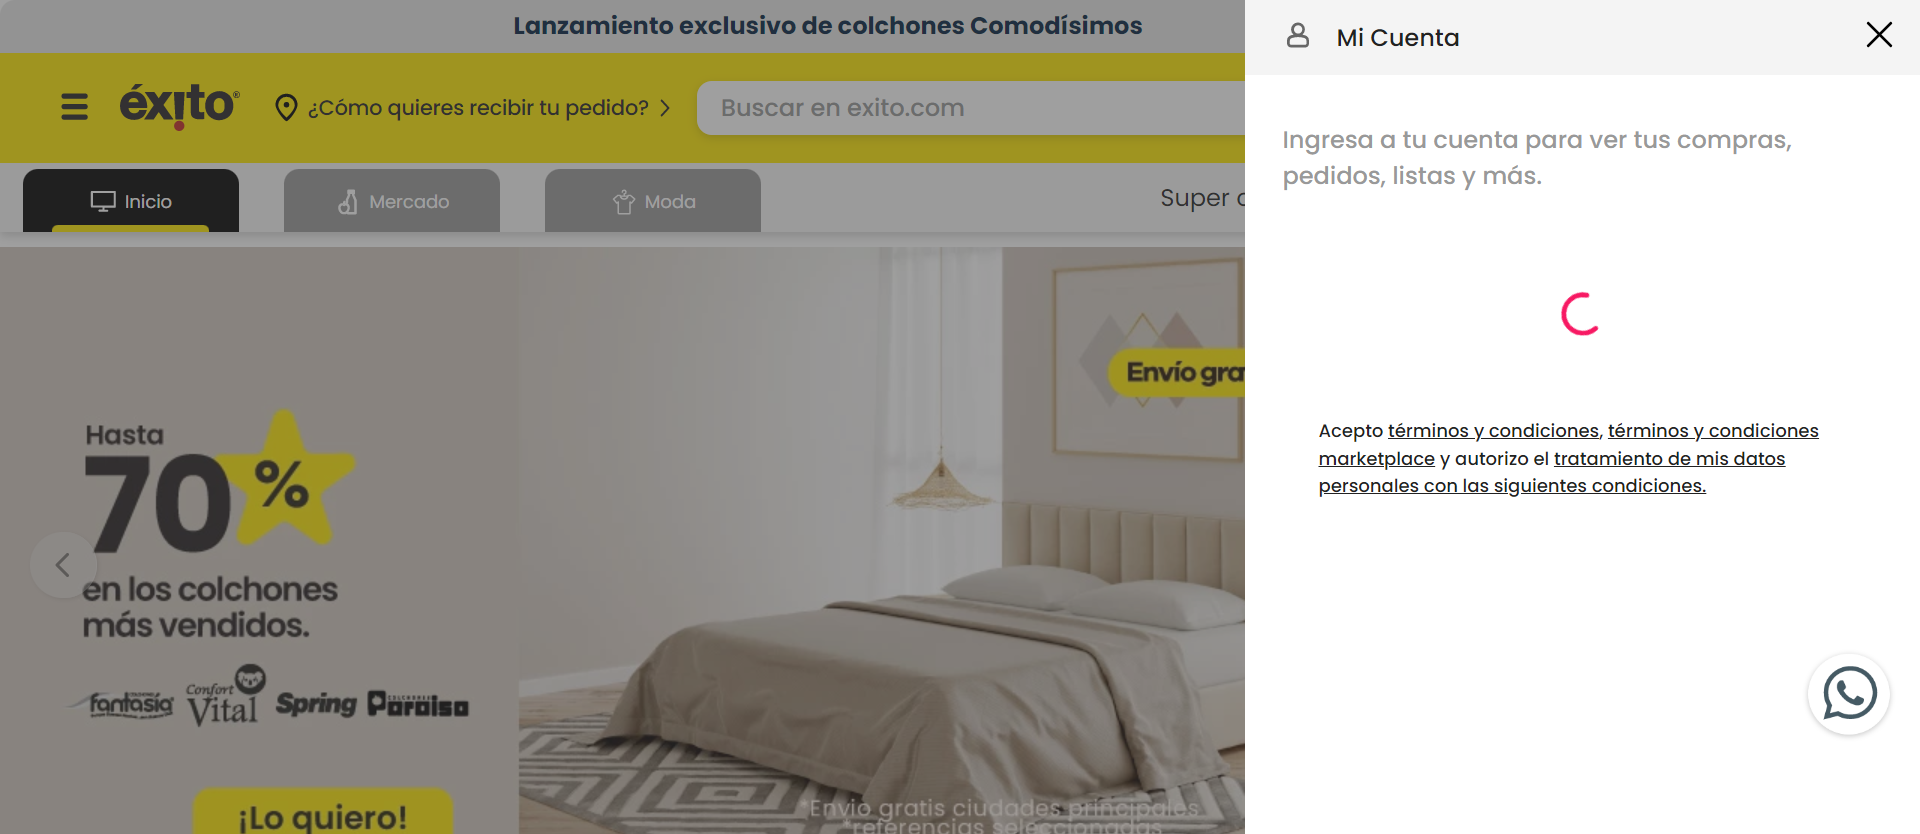 Lanzamiento exclusivo de colchones Comodísimos
éxito®
¿Cómo quieres recibir tu pedido?
Buscar en exito.com
Inicio
Mercado
Moda
Super
Envío gra
Hasta
70%
en los colchones
más vendidos.
fantasía
Confort
Vital
Spring
COLCHONES
Paraiso
¡Lo quiero!
*Envio gratis ciudades principales
*referencias seleccionadas
Mi Cuenta
Ingresa a tu cuenta para ver tus compras,
pedidos, listas y más.
Acepto términos y condiciones, términos y condiciones
marketplace y autorizo el tratamiento de mis datos
personales con las siguientes condiciones.